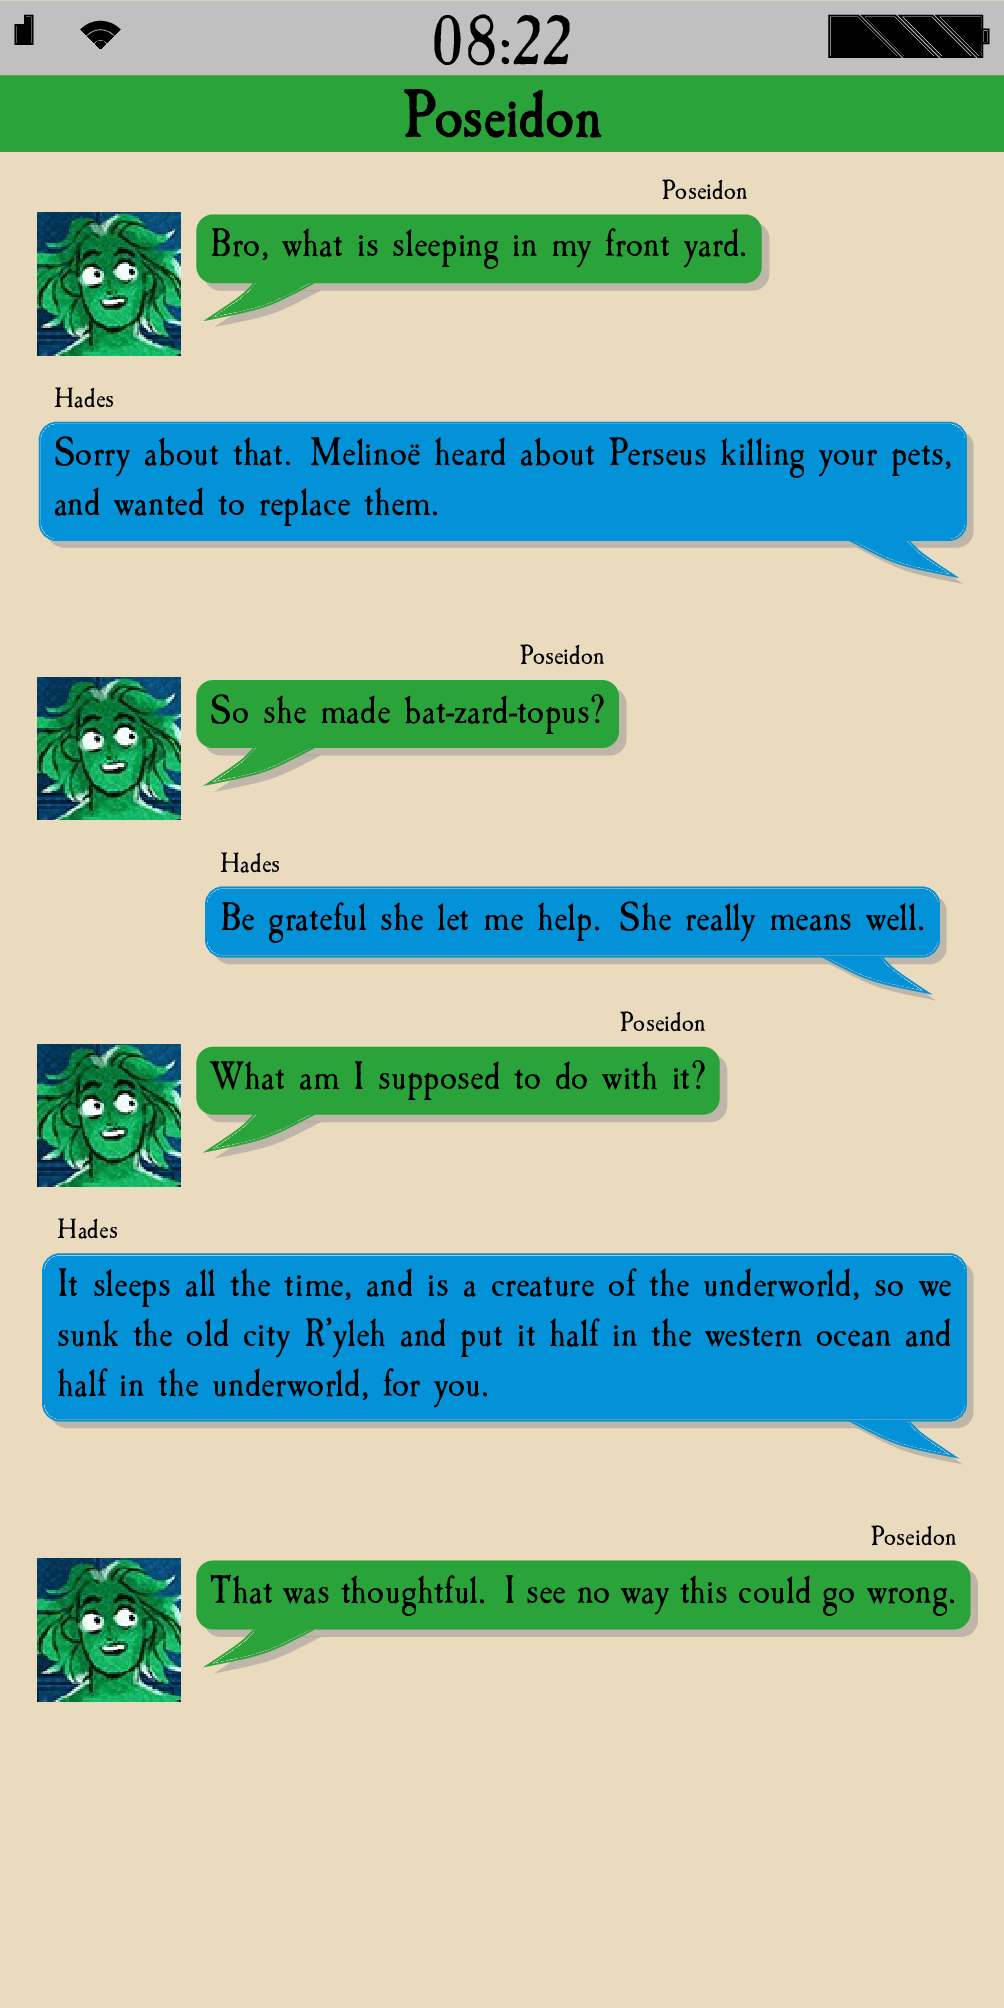 08:22
Poseidon
Poseidon
Bro, what is sleeping in my front yard.
Hades
Sorry about that. Melinoë heard about Perseus killing your pets,
and wanted to replace them.
Poseidon
So she made bat-zard-topus?
Hades
Be grateful she let me help. She really means well.
Poseidon
What am I supposed to do with it?
Hades
It sleeps all the time, and is a creature of the underworld, so we
sunk the old city R'yleh and put it half in the western ocean and
half in the underworld, for you.
Poseidon
That was thoughtful. I see no way this could go wrong.